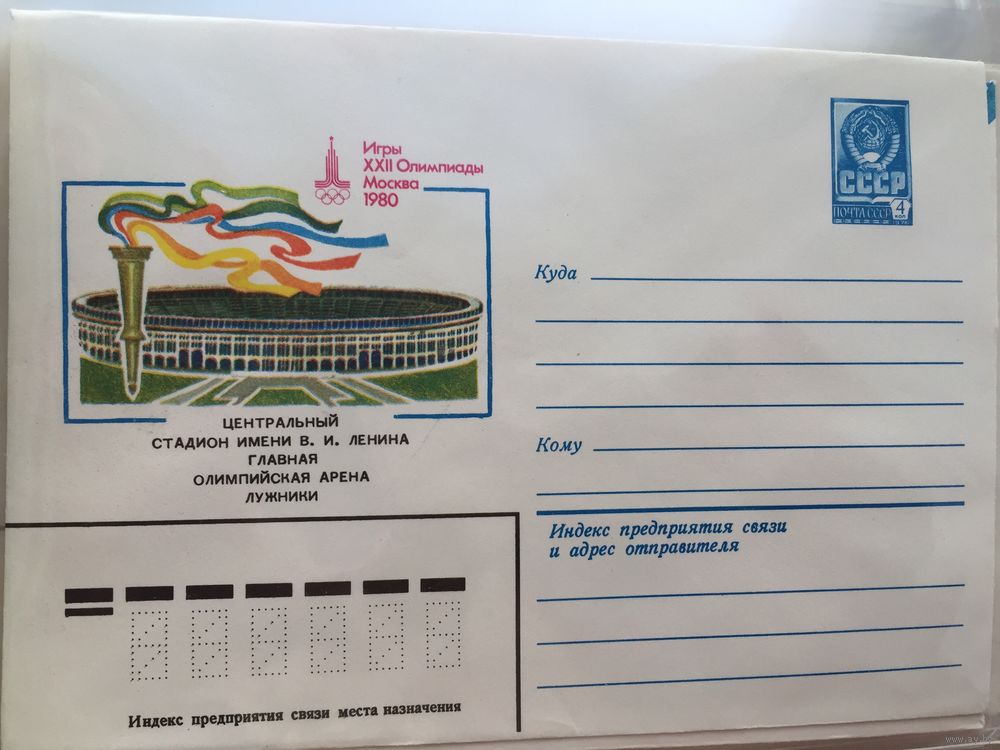 Игры
XXII Олимпиады
Москва
1980
СССР
ПОЧТА СССР
4
коп
ЦЕНТРАЛЬНЫЙ
СТАДИОН ИМЕНИ В. И. ЛЕНИНА
ГЛАВНАЯ
ОЛИМПИЙСКАЯ АРЕНА
ЛУЖНИКИ
Куда
Кому
Индекс предприятия связи
и адрес отправителя
Индекс предприятия связи места назначения